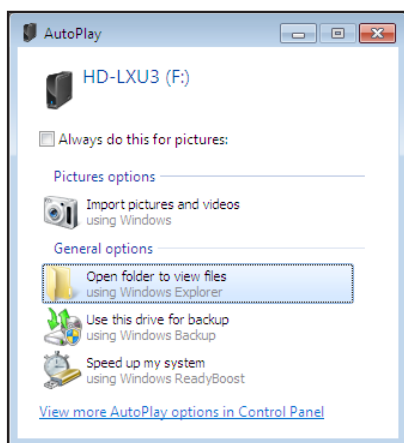 AutoPlay
HD-LXU3 (F:)
Always do this for pictures:
Pictures options
Import pictures and videos
using Windows
General options
Open folder to view files
using Windows Explorer
Use this drive for backup
using Windows Backup
Speed up my system
using Windows ReadyBoost
View more AutoPlay options in Control Panel